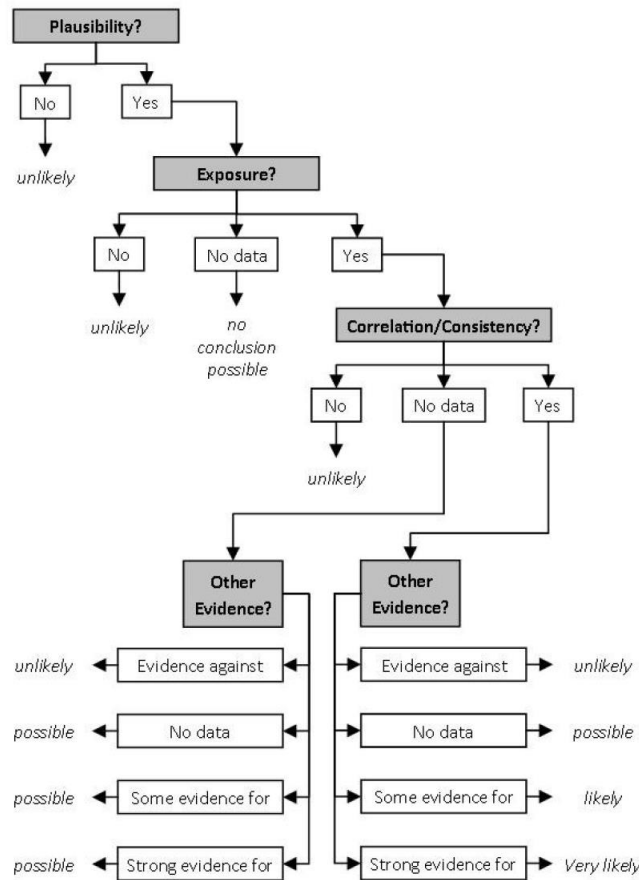 Plausibility?
No
Yes
unlikely
Exposure?
No
No data
Yes
unlikely
no
conclusion
possible
Correlation/Consistency?
No
No data
Yes
unlikely
Other
Evidence?
Other
Evidence?
unlikely
Evidence against
Evidence against
unlikely
possible
No data
No data
possible
possible
Some evidence for
Some evidence for
likely
possible
Strong evidence for
Strong evidence for
Very likely